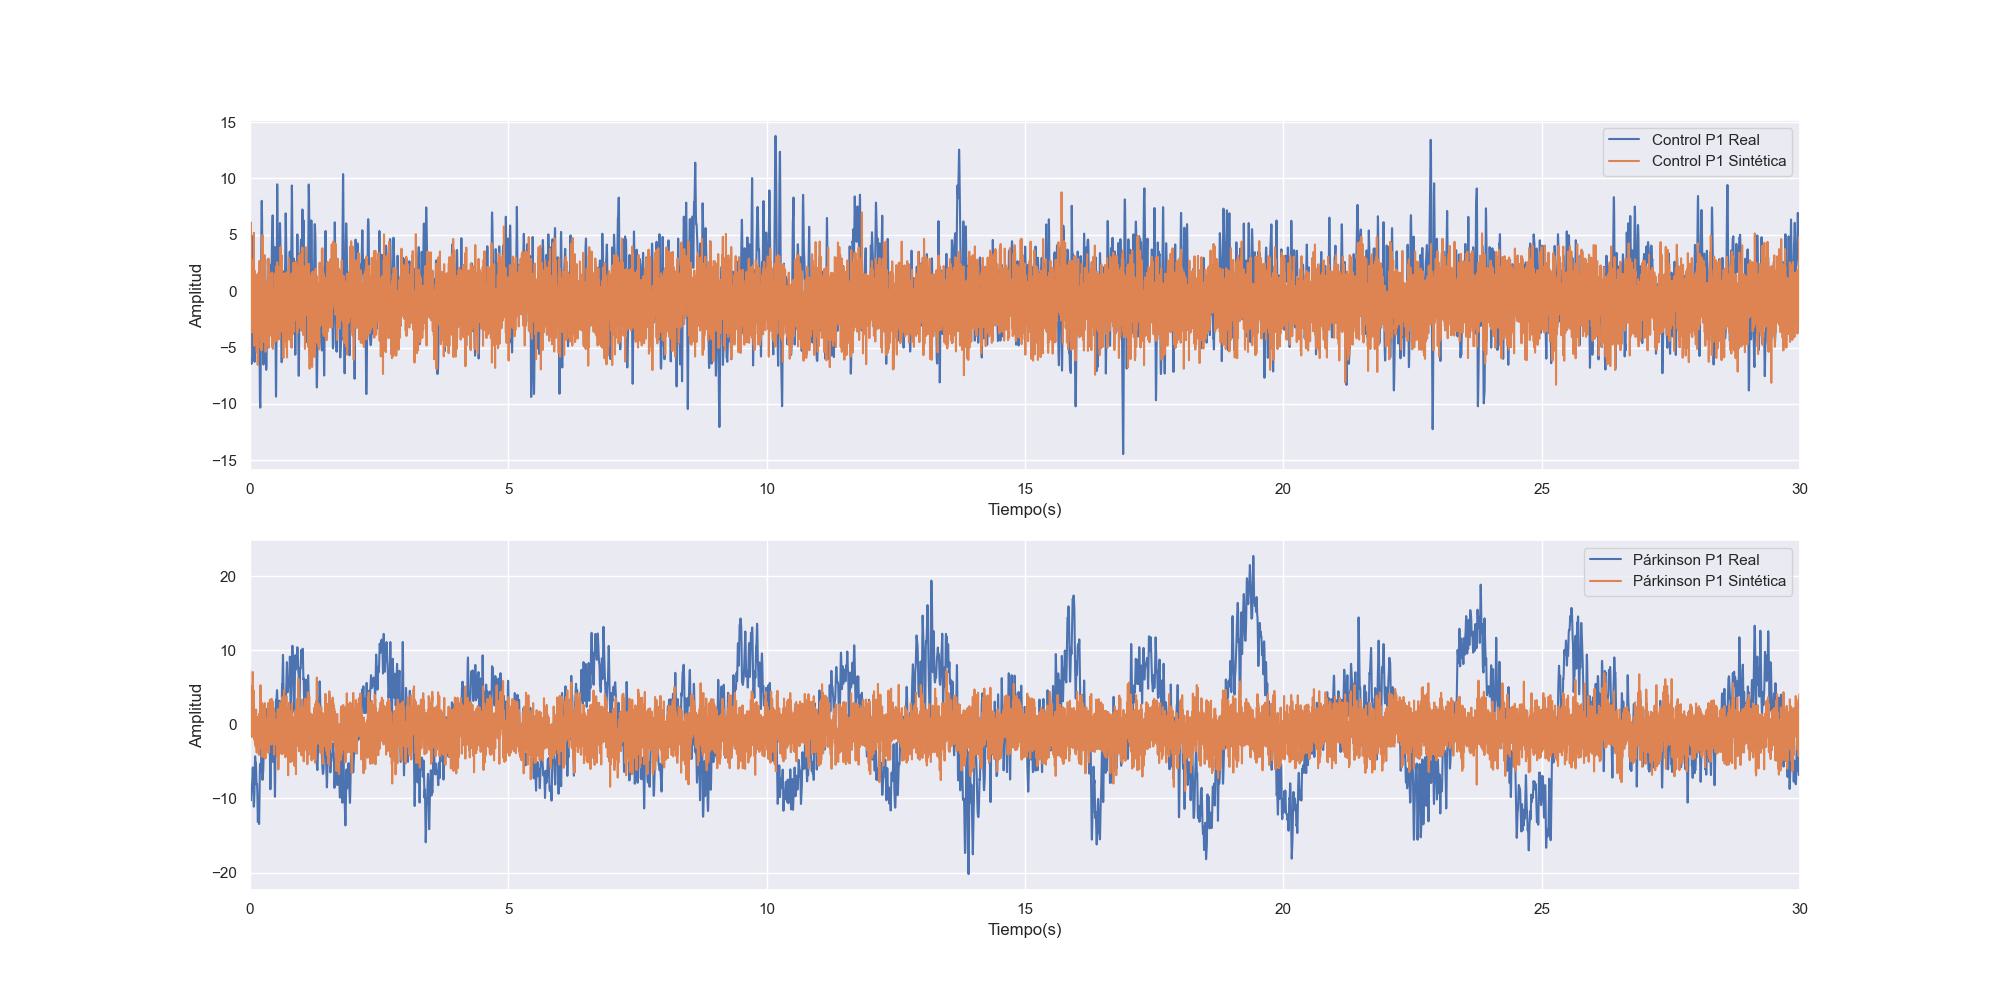 15
10
5
0
−5
−10
−15
Amplitud
Control P1 Real
Control P1 Sintética
0 5 10 15 20 25 30
Tiempo(s)
20
10
0
−10
−20
Amplitud
Párkinson P1 Real
Párkinson P1 Sintética
0 5 10 15 20 25 30
Tiempo(s)